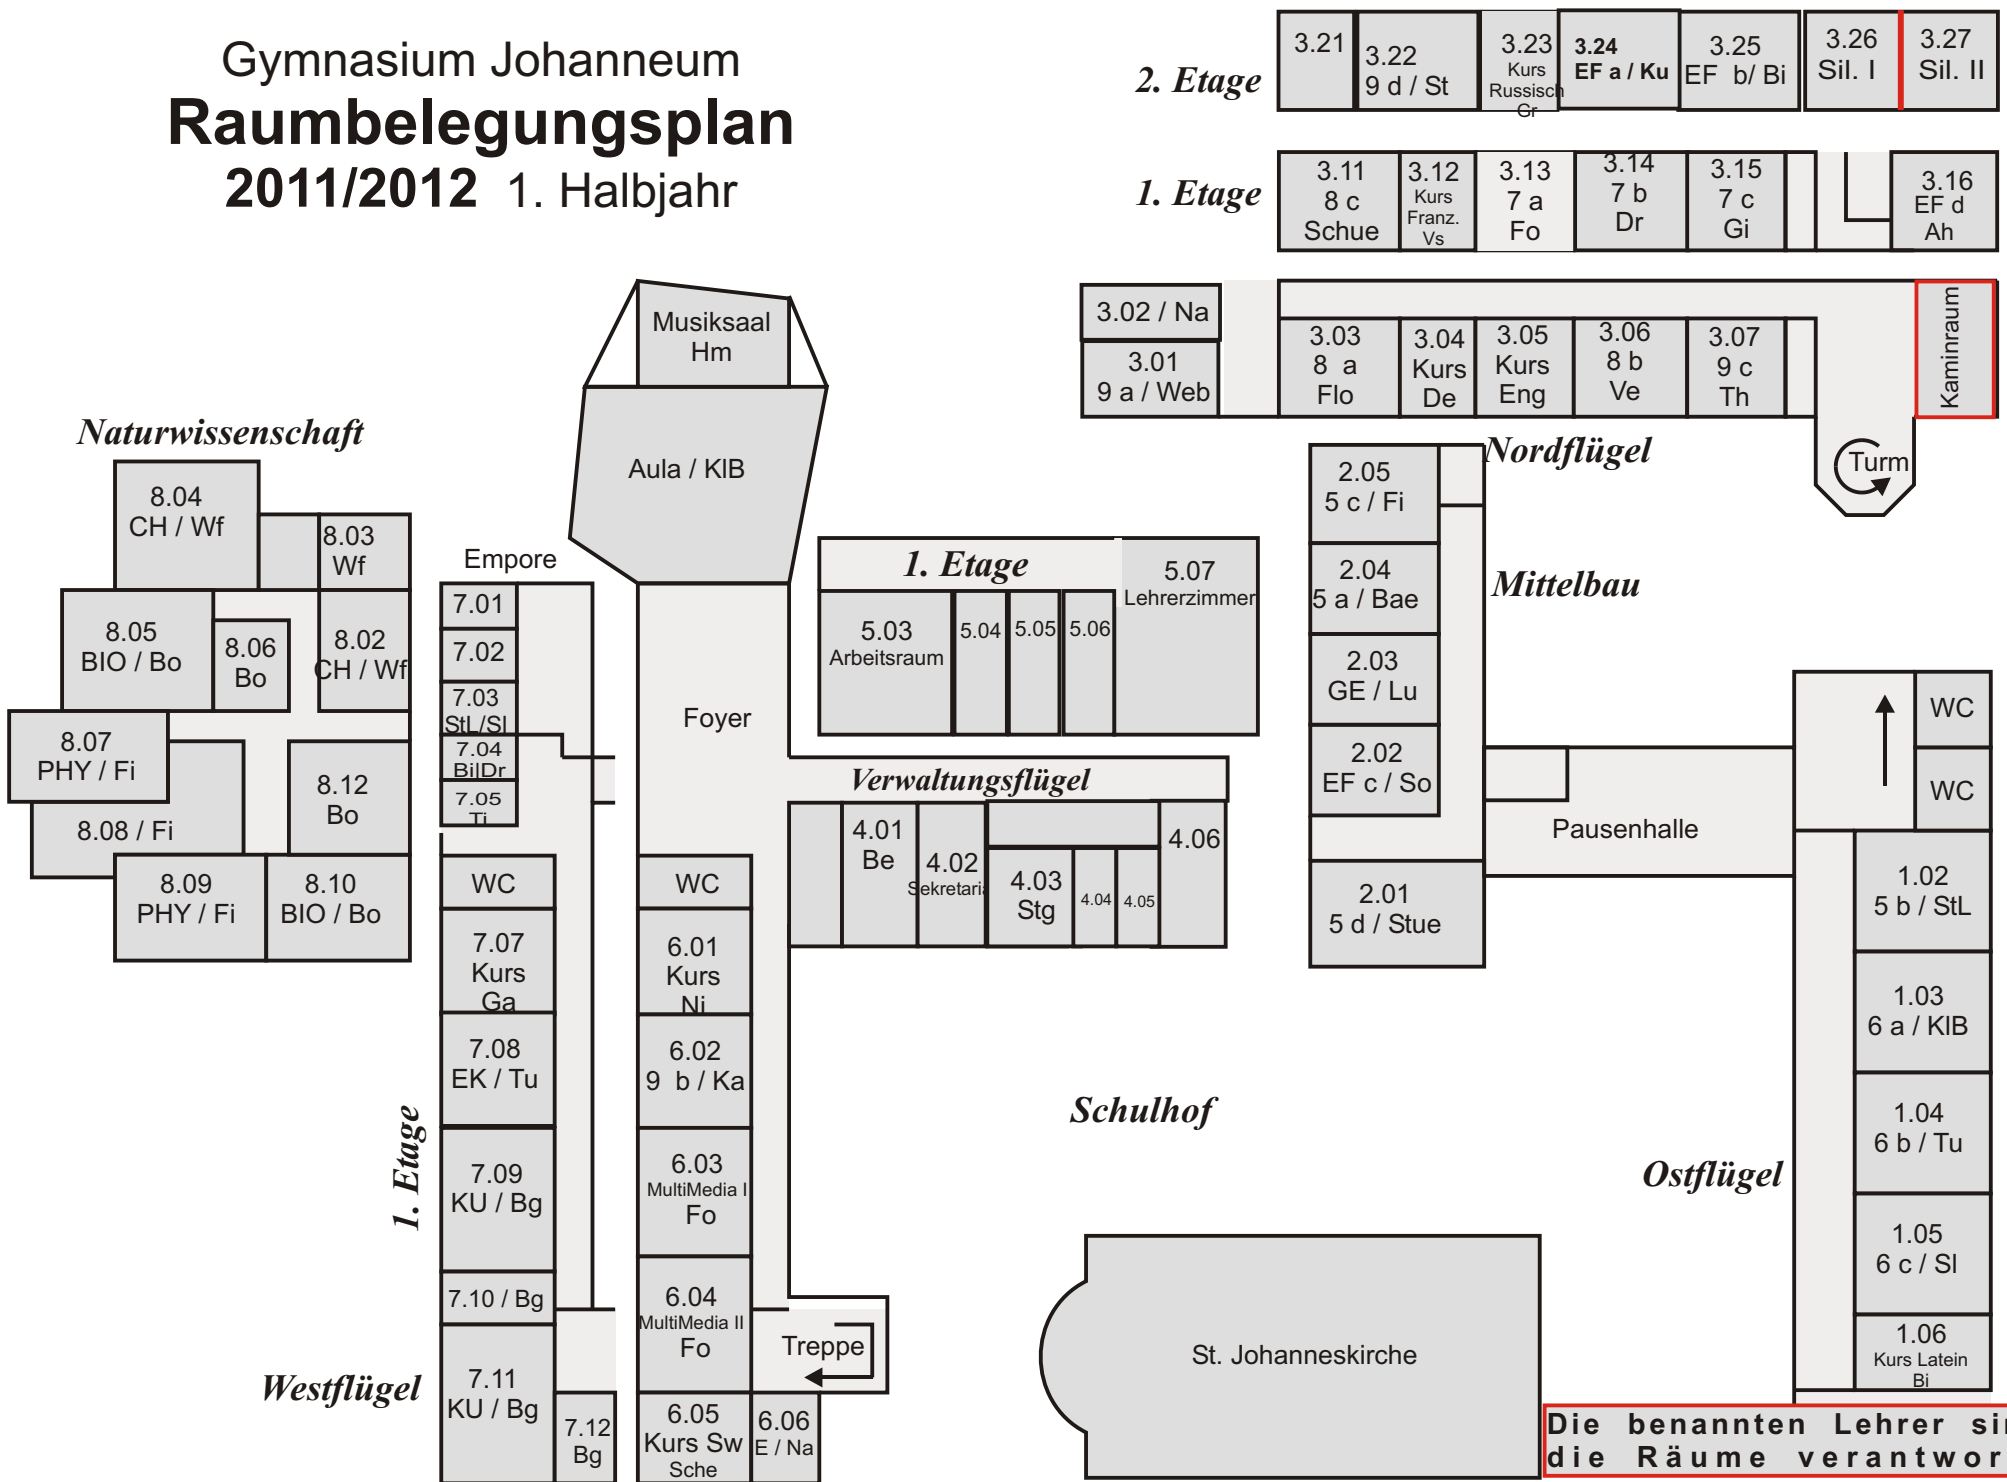 Gymnasium Johanneum
Raumbelegungsplan
2011/2012 1. Halbjahr
2. Etage
3.21
3.22
9 d / St
3.23
Kurs
Russisch
Gr
3.24
EF a / Ku
3.25
EF b/ Bi
3.26
Sil. I
3.27
Sil. II
1. Etage
3.11
8 c
Schue
3.12
Kurs
Franz.
Vs
3.13
7 a
Fo
3.14
7 b
Dr
3.15
7 c
Gi
3.16
EF d
Ah
3.02 / Na
3.01
9 a / Web
3.03
8 a
Flo
3.04
Kurs
De
3.05
Kurs
Eng
3.06
8 b
Ve
3.07
9 c
Th
Kaminraum
Turm
Nordflügel
Musiksaal
Hm
Aula / KlB
Foyer
Naturwissenschaft
8.04
CH / Wf
8.03
Wf
8.05
BIO / Bo
8.06
Bo
8.02
CH / Wf
8.07
PHY / Fi
8.08 / Fi
8.12
Bo
8.09
PHY / Fi
8.10
BIO / Bo
Empore
7.01
7.02
7.03
StL/Sl
7.04
Bi|Dr
7.05
Ti
WC
7.07
Kurs
Ga
7.08
EK / Tu
7.09
KU / Bg
7.10 / Bg
7.11
KU / Bg
7.12
Bg
1. Etage
Westflügel
WC
6.01
Kurs
Ni
6.02
9 b / Ka
6.03
MultiMedia I
Fo
6.04
MultiMedia II
Fo
6.05
Kurs Sw
Sche
6.06
E / Na
Treppe
1. Etage
5.03
Arbeitsraum
5.04
5.05
5.06
5.07
Lehrerzimmer
Verwaltungsflügel
4.01
Be
4.02
Sekretaria
4.03
Stg
4.04
4.05
4.06
2.05
5 c / Fi
2.04
5 a / Bae
2.03
GE / Lu
2.02
EF c / So
2.01
5 d / Stue
Mittelbau
Pausenhalle
WC
WC
1.02
5 b / StL
1.03
6 a / KlB
1.04
6 b / Tu
1.05
6 c / Sl
1.06
Kurs Latein
Bi
Ostflügel
Schulhof
St. Johanneskirche
Die benannten Lehrer sin
die Räume verantwor